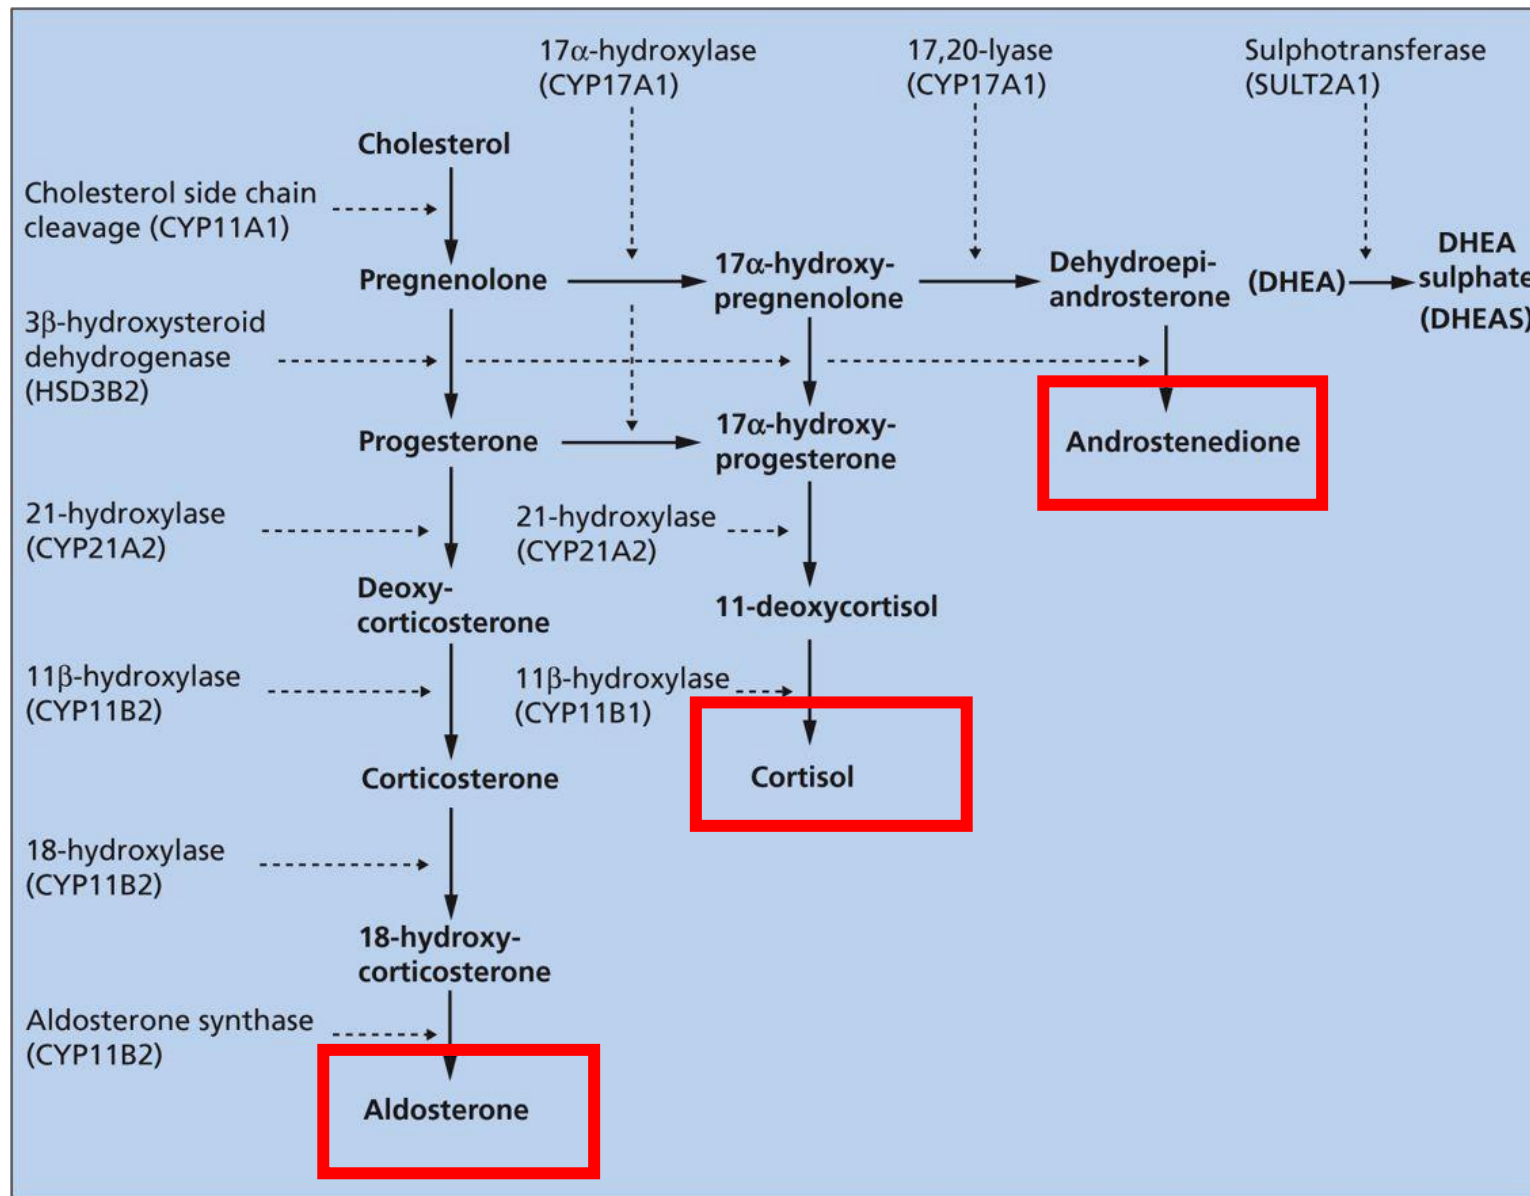 17α-hydroxylase
(CYP17A1)
17,20-lyase
(CYP17A1)
Sulphotransferase
(SULT2A1)
Cholesterol
Cholesterol side chain
cleavage (CYP11A1)
Pregnenolone
17α-hydroxy-
pregnenolone
Dehydroepi-
androsterone
(DHEA)
DHEA
sulphate
(DHEAS)
3β-hydroxysteroid
dehydrogenase
(HSD3B2)
Progesterone
17α-hydroxy-
progesterone
Androstenedione
21-hydroxylase
(CYP21A2)
21-hydroxylase
(CYP21A2)
Deoxy-
corticosterone
11-deoxycortisol
11β-hydroxylase
(CYP11B2)
11β-hydroxylase
(CYP11B1)
Corticosterone
Cortisol
18-hydroxylase
(CYP11B2)
18-hydroxy-
corticosterone
Aldosterone synthase
(CYP11B2)
Aldosterone